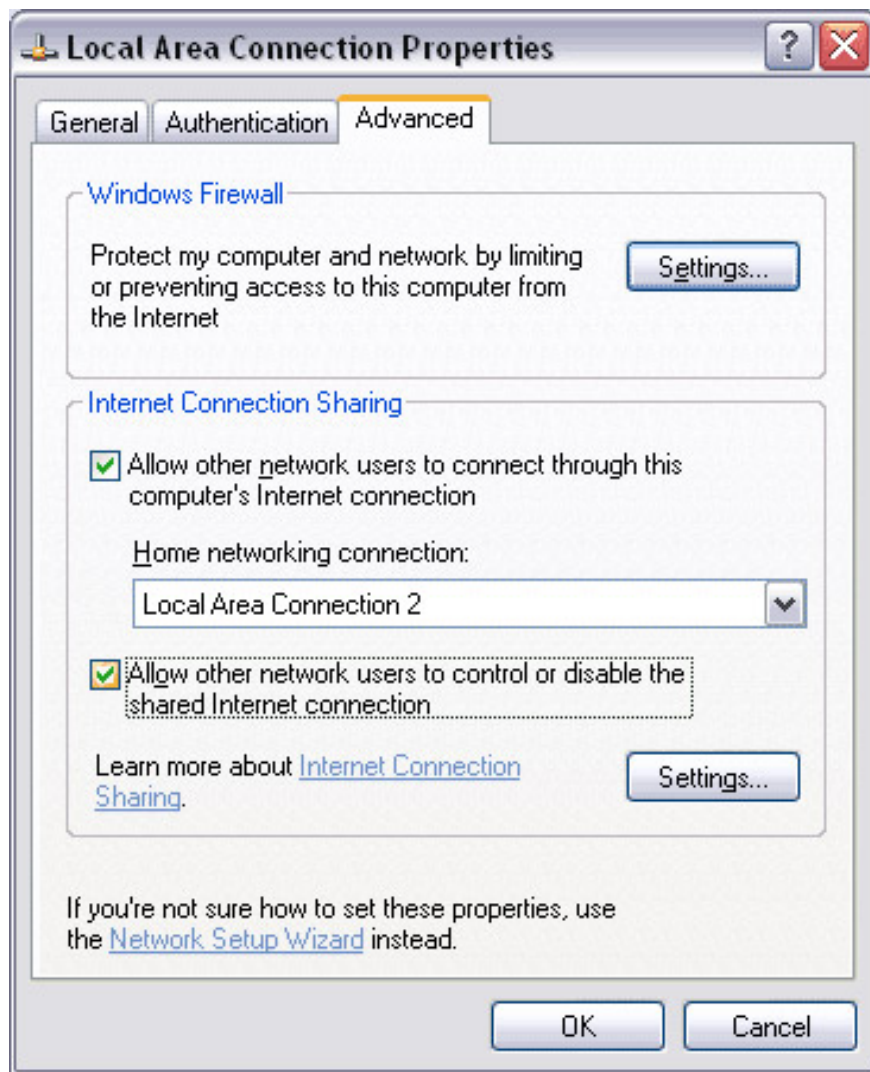 Local Area Connection Properties
General
Authentication
Advanced
Windows Firewall
Protect my computer and network by limiting
or preventing access to this computer from
the Internet
Settings...
Internet Connection Sharing
Allow other network users to connect through this
computer's Internet connection
Home networking connection:
Local Area Connection 2
Allow other network users to control or disable the
shared Internet connection
Learn more about Internet Connection
Sharing.
Settings...
If you're not sure how to set these properties, use
the Network Setup Wizard instead.
OK
Cancel